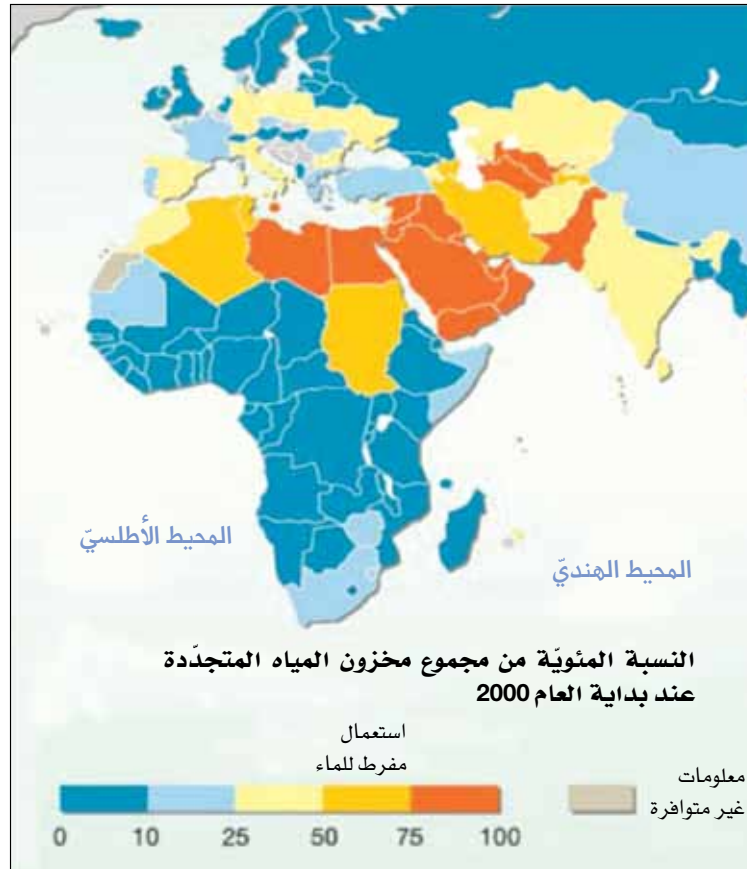 المحيط الأطلسيّ
المحيط الهنديّ
النسبة المئويّة من مجموع مخزون المياه المتجدّدة
عند بداية العام 2000
استعمال
مفرط للماء
معلومات
غير متوافرة
0 10 25 50 75 100